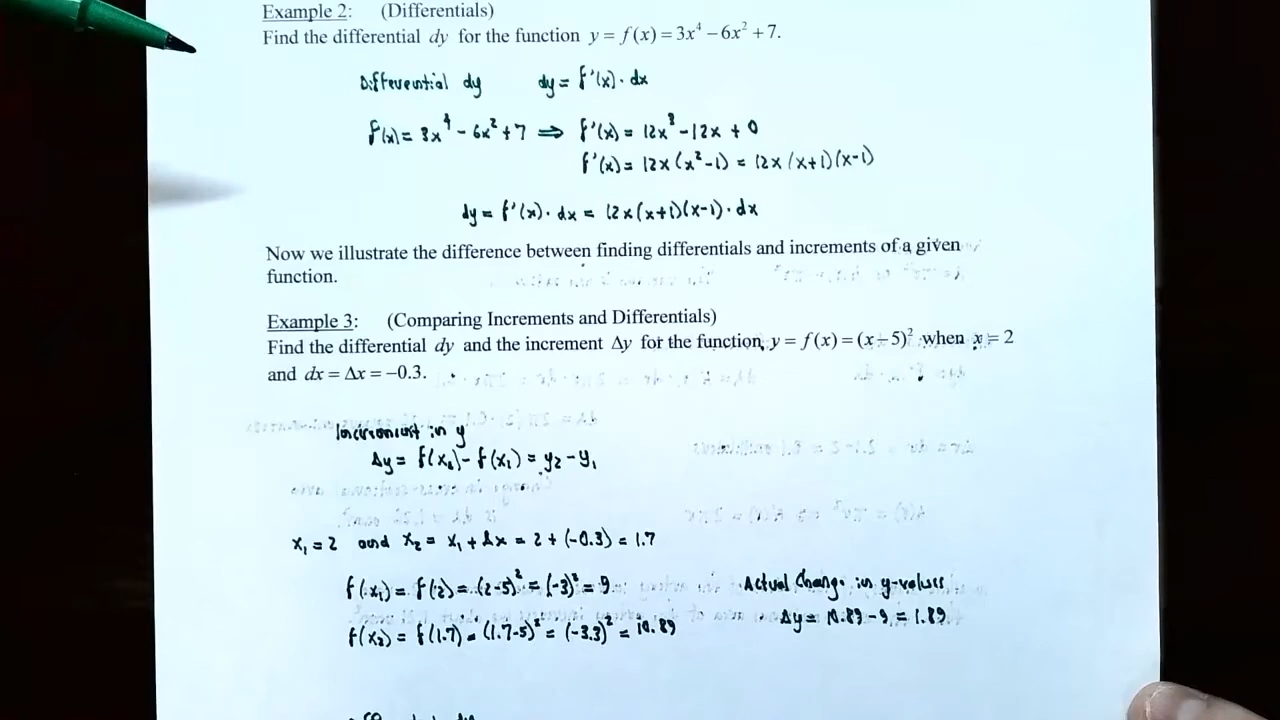 Example 2: (Differentials)
Find the differential dy for the function y = f(x) = 3x⁴ − 6x² + 7.
Differential dy dy = f'(x) · dx
f(x) = 3x⁴ - 6x² + 7 ⟹ f'(x) = 12x³ - 12x + 0
f'(x) = 12x(x² - 1) = 12x(x+1)(x-1)
dy = f'(x) · dx = 12x(x+1)(x-1) · dx
Now we illustrate the difference between finding differentials and increments of a given
function.
Example 3: (Comparing Increments and Differentials)
Find the differential dy and the increment Δy for the function, y = f(x) = (x − 5)² when x = 2
and dx = Δx = −0.3.
Increment in y
Δy = f(x₂) - f(x₁) = y₂ - y₁
x₁ = 2 and x₂ = x₁ + Δx = 2 + (-0.3) = 1.7
f(x₁) = f(2) = (2-5)² = (-3)² = 9
Actual change in y-values
Δy = 10.89 - 9 = 1.89
f(x₂) = f(1.7) = (1.7-5)² = (-3.3)² = 10.89